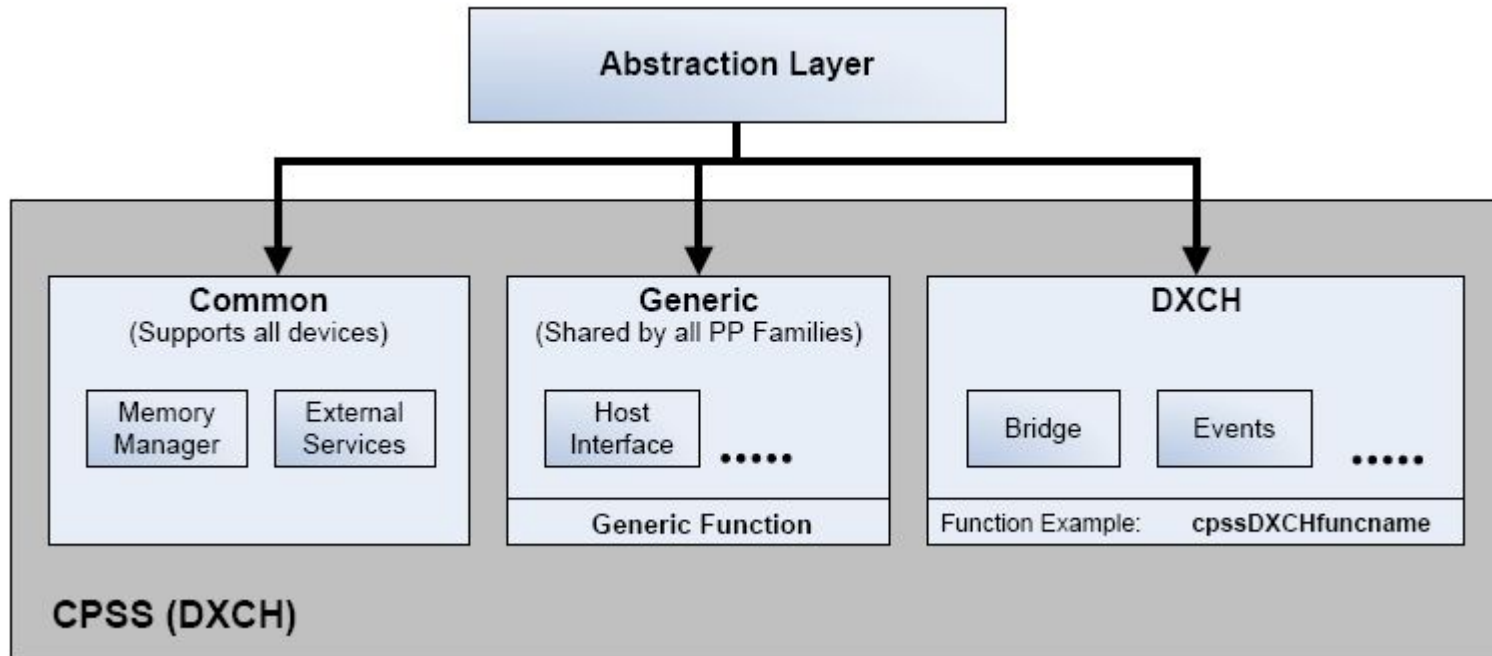 Abstraction Layer
Common
(Supports all devices)
Memory
Manager
External
Services
Generic
(Shared by all PP Families)
Host
Interface
.....
Generic Function
DXCH
Bridge
Events
.....
Function Example: cpssDXCHfuncname
CPSS (DXCH)